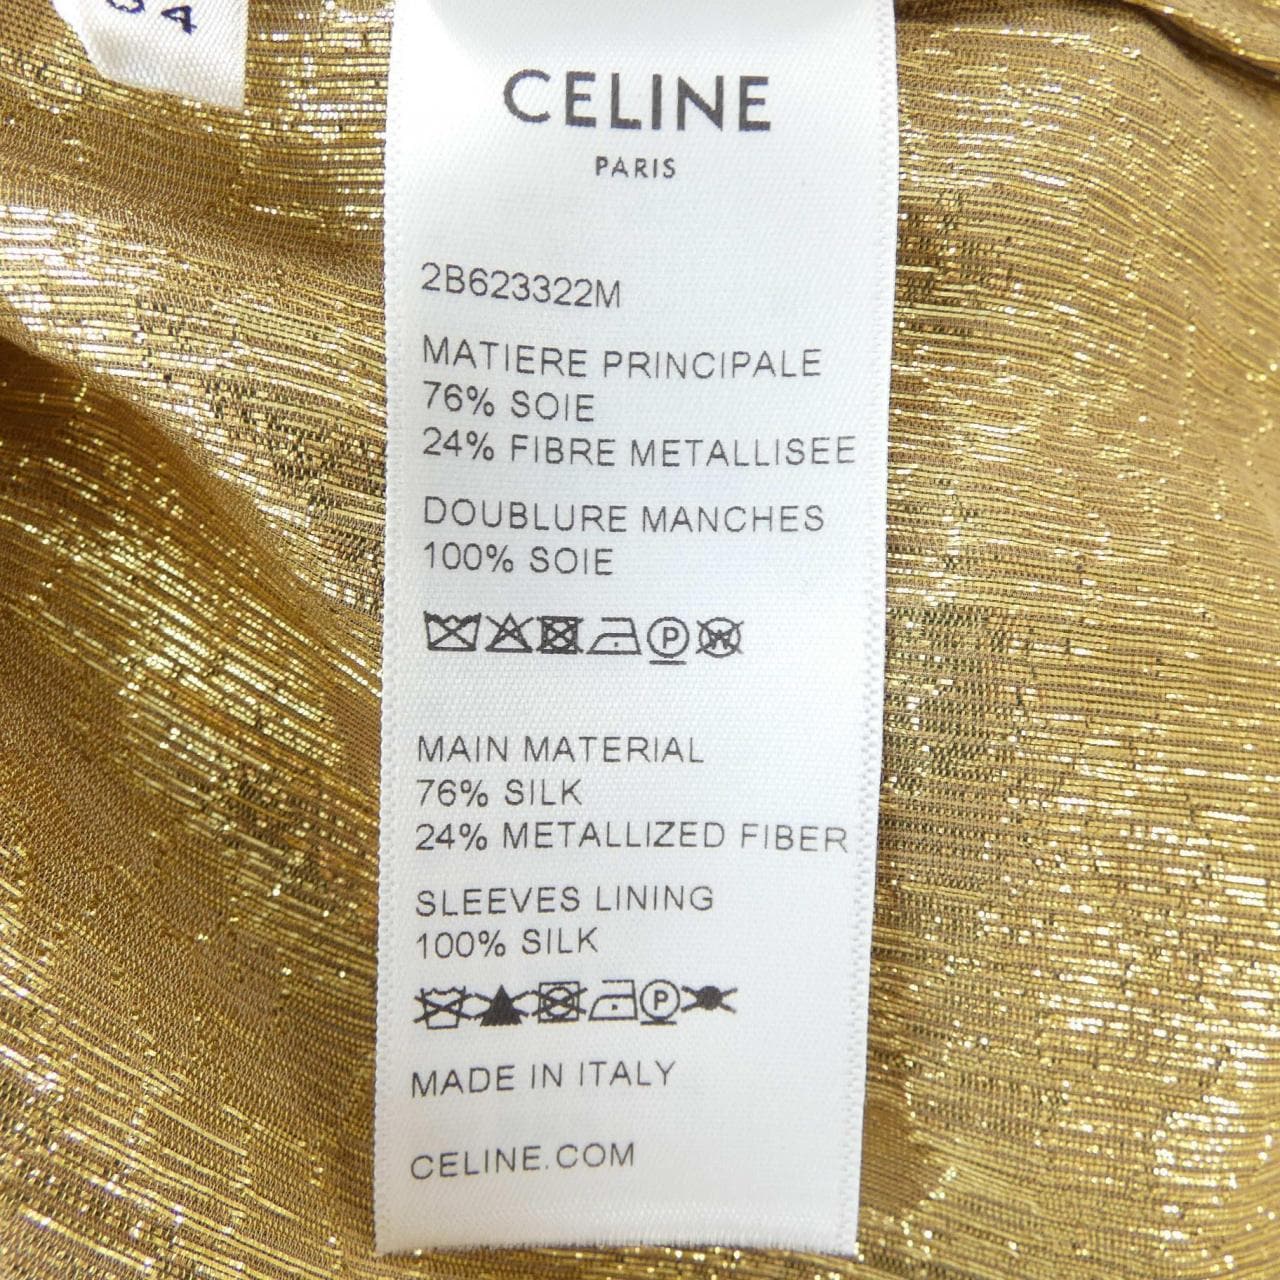 CELINE
PARIS
2B623322M
MATIERE PRINCIPALE
76% SOIE
24% FIBRE METALLISEE
DOUBLURE MANCHES
100% SOIE
P W
MAIN MATERIAL
76% SILK
24% METALLIZED FIBER
SLEEVES LINING
100% SILK
P
MADE IN ITALY
CELINE.COM